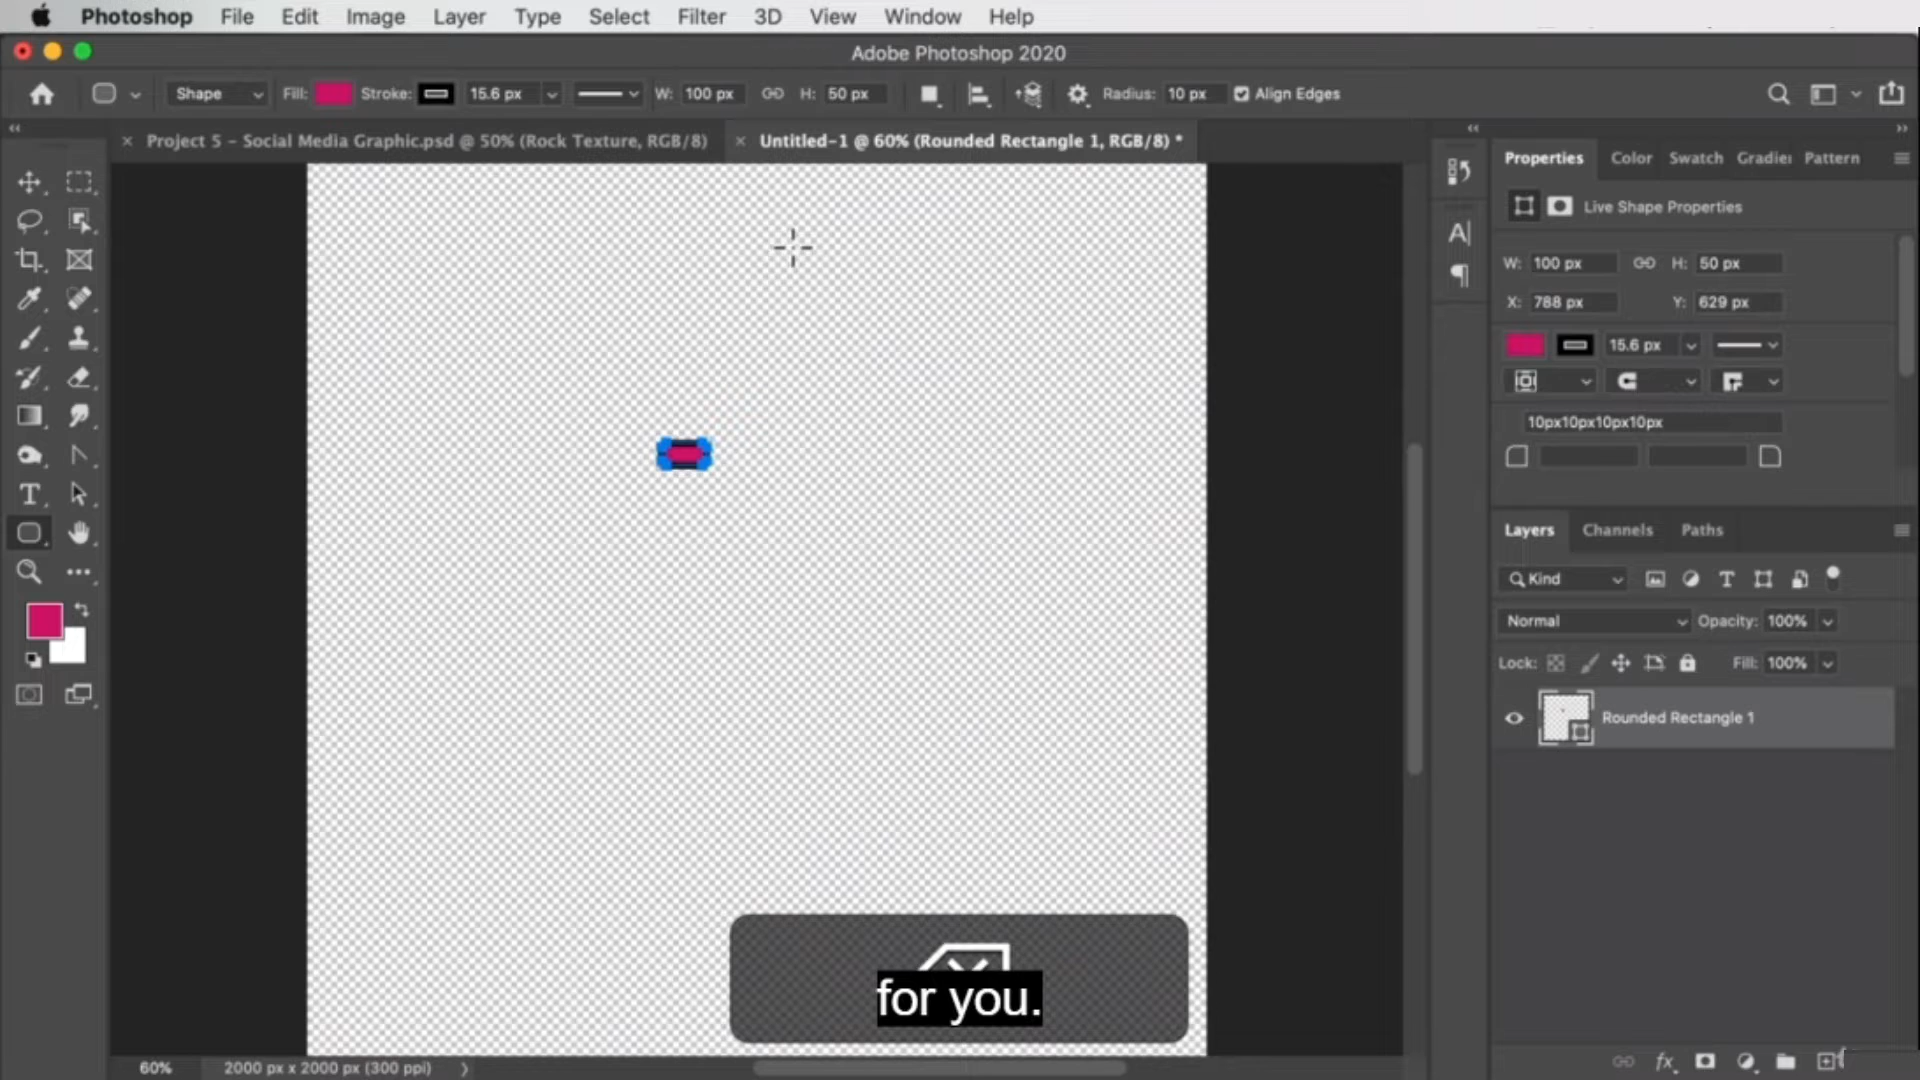 Photoshop File Edit Image Layer Type Select Filter 3D View Window Help
Adobe Photoshop 2020
Shape Fill: Stroke: 15.6 px W: 100 px H: 50 px Radius: 10 px Align Edges
× Project 5 - Social Media Graphic.psd @ 50% (Rock Texture, RGB/8) × Untitled-1 @ 60% (Rounded Rectangle 1, RGB/8) *
Properties Color Swatch Gradier Pattern
Live Shape Properties
W: 100 px H: 50 px
X: 788 px Y: 629 px
15.6 px
10px10px10px10px
Layers Channels Paths
Kind
Normal Opacity: 100%
Lock: Fill: 100%
Rounded Rectangle 1
for you.
60% 2000 px x 2000 px (300 ppi)
fx